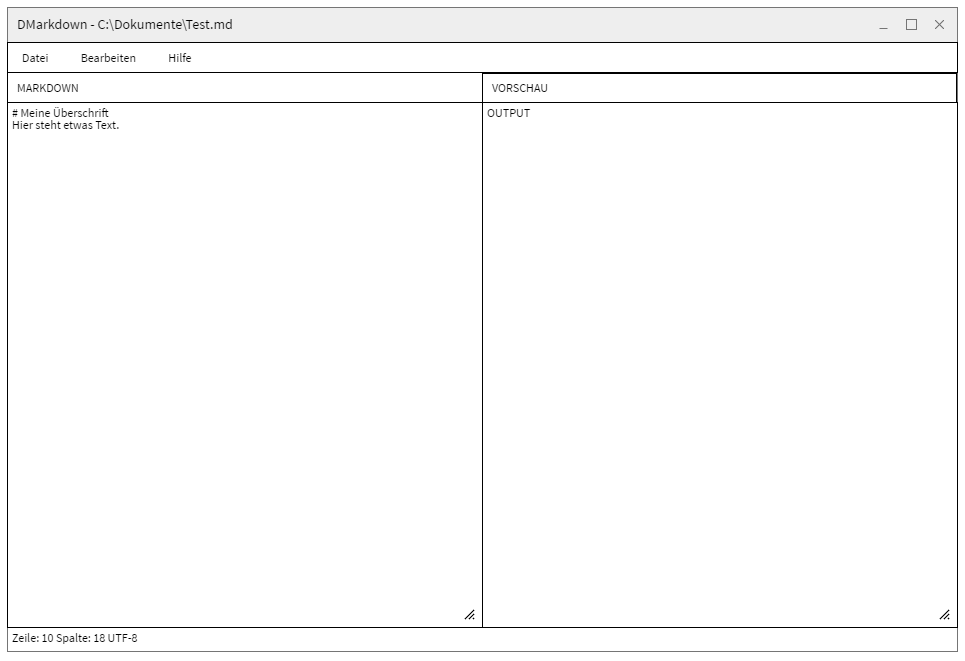 DMarkdown - C:\Dokumente\Test.md
Datei Bearbeiten Hilfe
MARKDOWN
# Meine Überschrift
Hier steht etwas Text.
VORSCHAU
OUTPUT
Zeile: 10 Spalte: 18 UTF-8